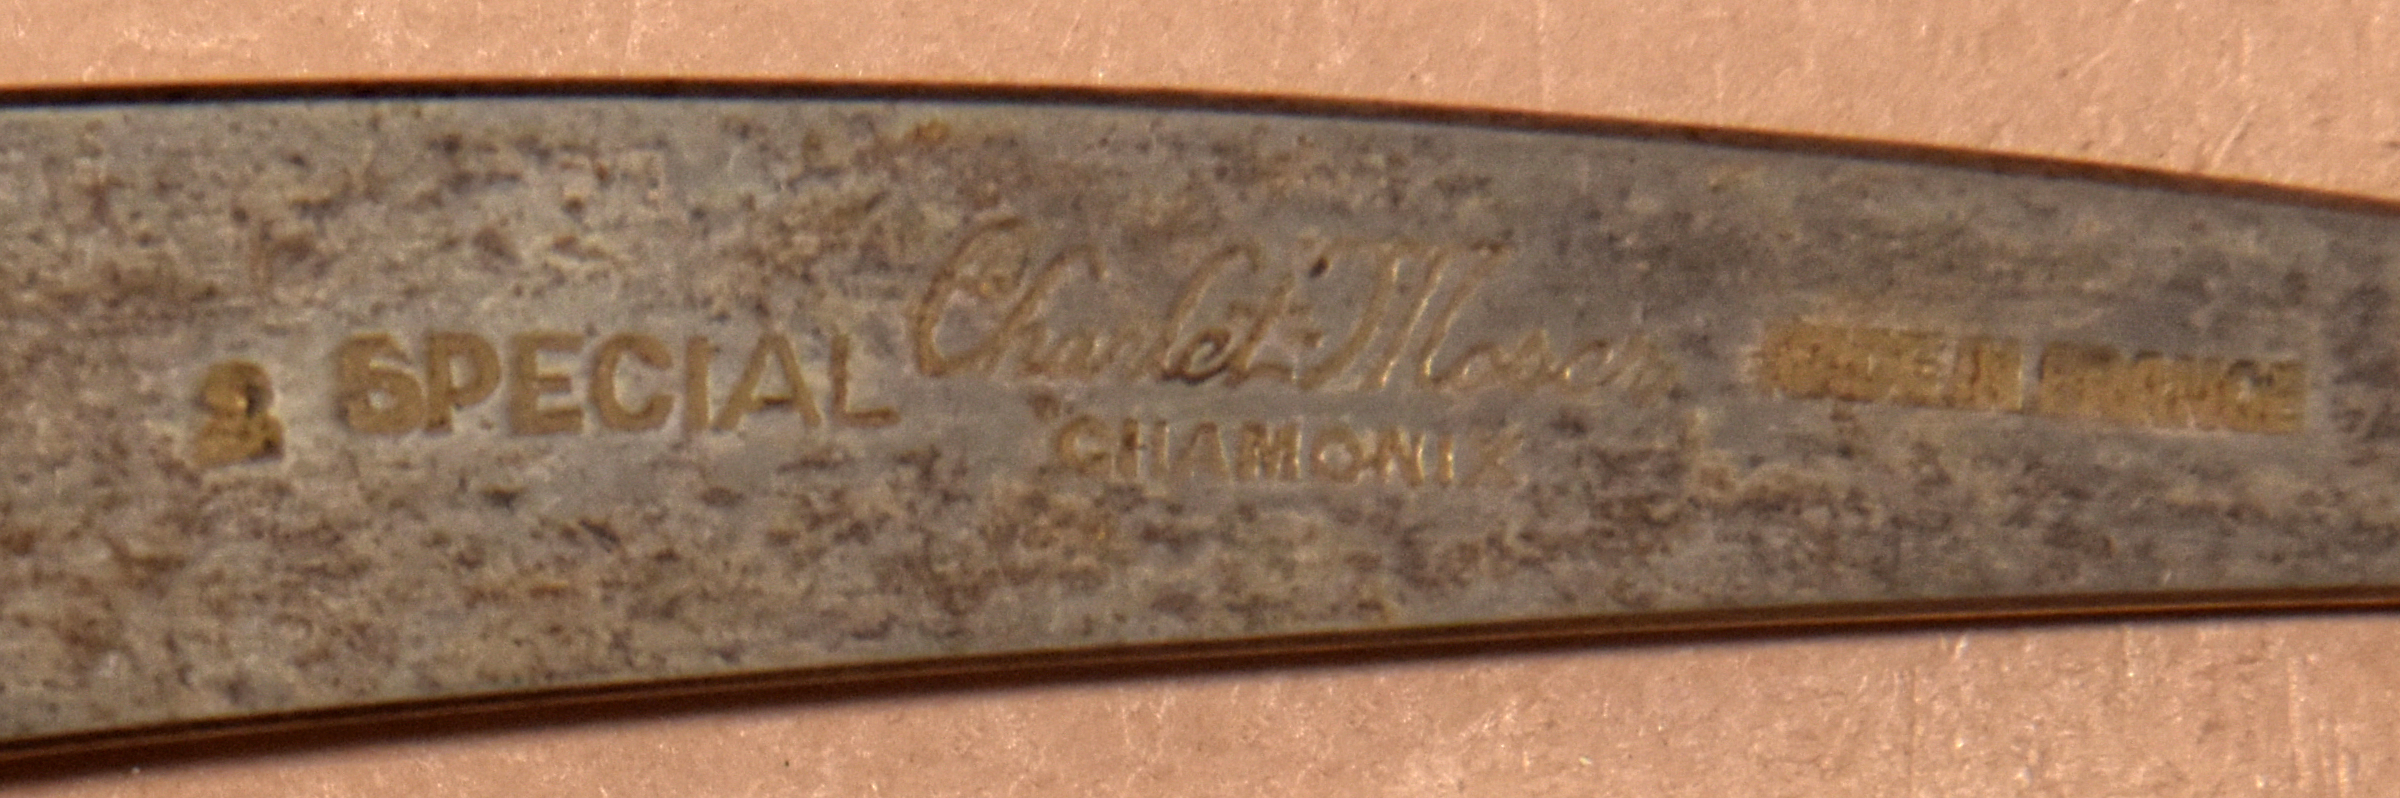 SPECIAL Charlet-Moser MADE IN FRANCE
CHAMONIX